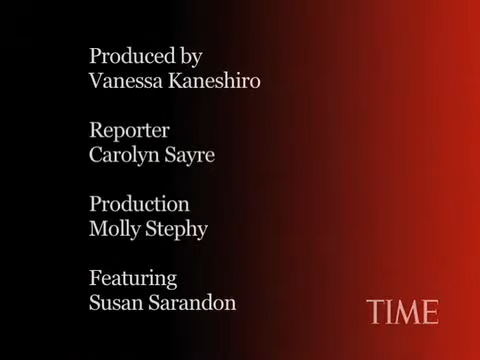 Produced by
Vanessa Kaneshiro
Reporter
Carolyn Sayre
Production
Molly Stephy
Featuring
Susan Sarandon
TIME